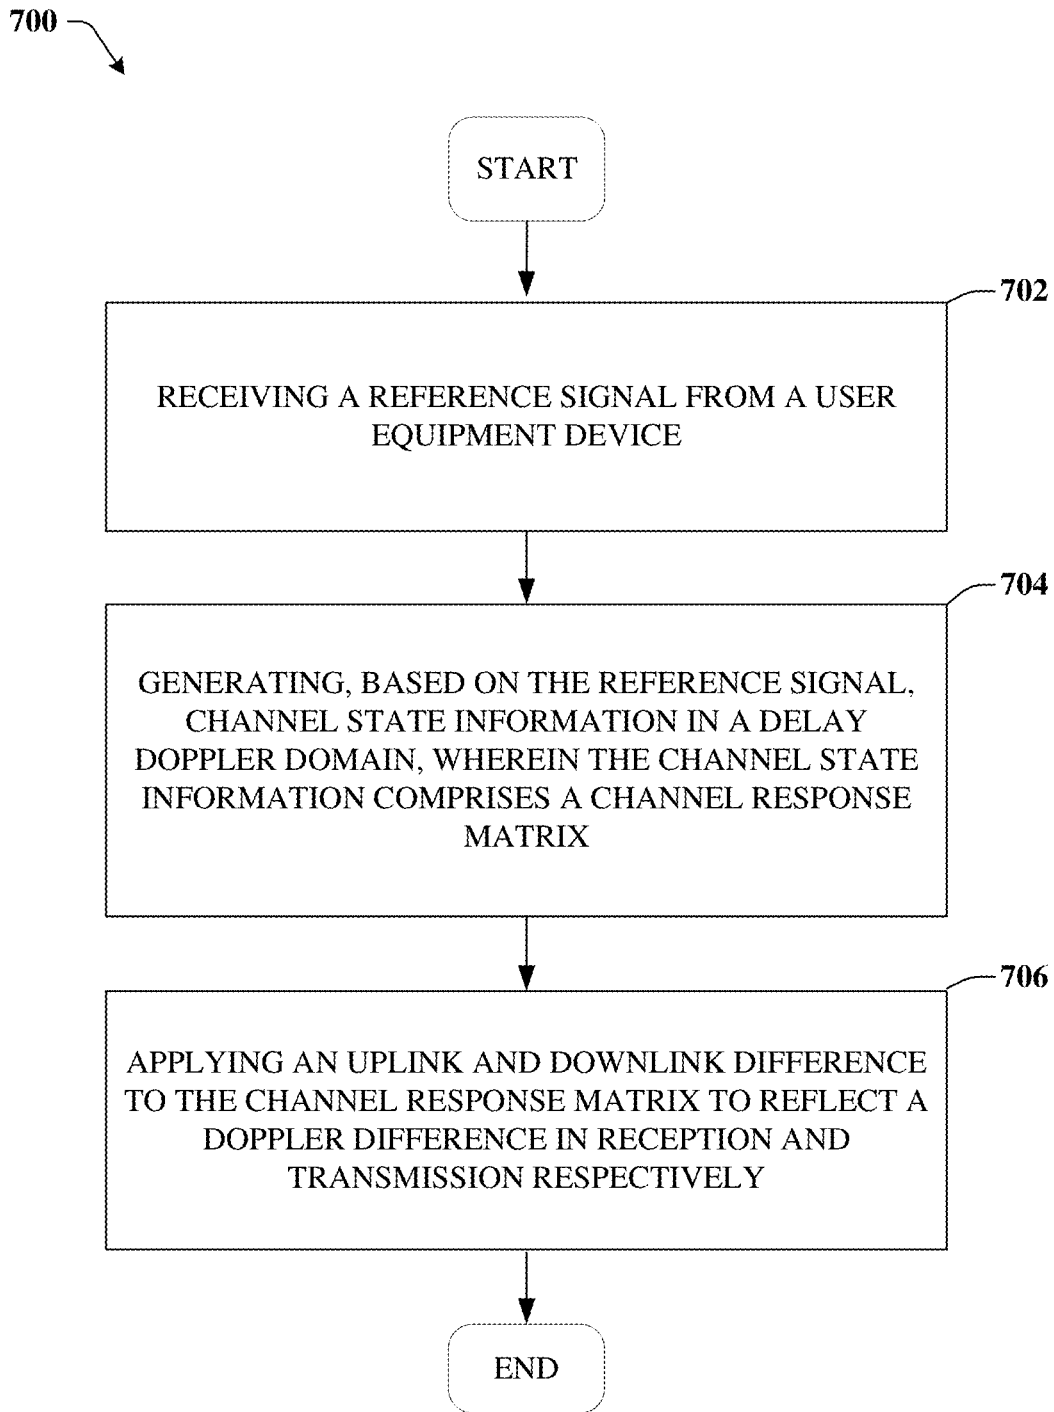 700
START
702
RECEIVING A REFERENCE SIGNAL FROM A USER
EQUIPMENT DEVICE
704
GENERATING, BASED ON THE REFERENCE SIGNAL,
CHANNEL STATE INFORMATION IN A DELAY
DOPPLER DOMAIN, WHEREIN THE CHANNEL STATE
INFORMATION COMPRISES A CHANNEL RESPONSE
MATRIX
706
APPLYING AN UPLINK AND DOWNLINK DIFFERENCE
TO THE CHANNEL RESPONSE MATRIX TO REFLECT A
DOPPLER DIFFERENCE IN RECEPTION AND
TRANSMISSION RESPECTIVELY
END